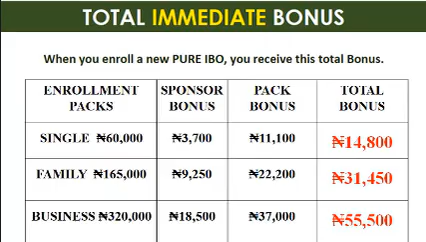 TOTAL IMMEDIATE BONUS
When you enroll a new PURE IBO, you receive this total Bonus.
ENROLLMENT PACKS SPONSOR BONUS PACK BONUS TOTAL BONUS
SINGLE ₦60,000 ₦3,700 ₦11,100 ₦14,800
FAMILY ₦165,000 ₦9,250 ₦22,200 ₦31,450
BUSINESS ₦320,000 ₦18,500 ₦37,000 ₦55,500